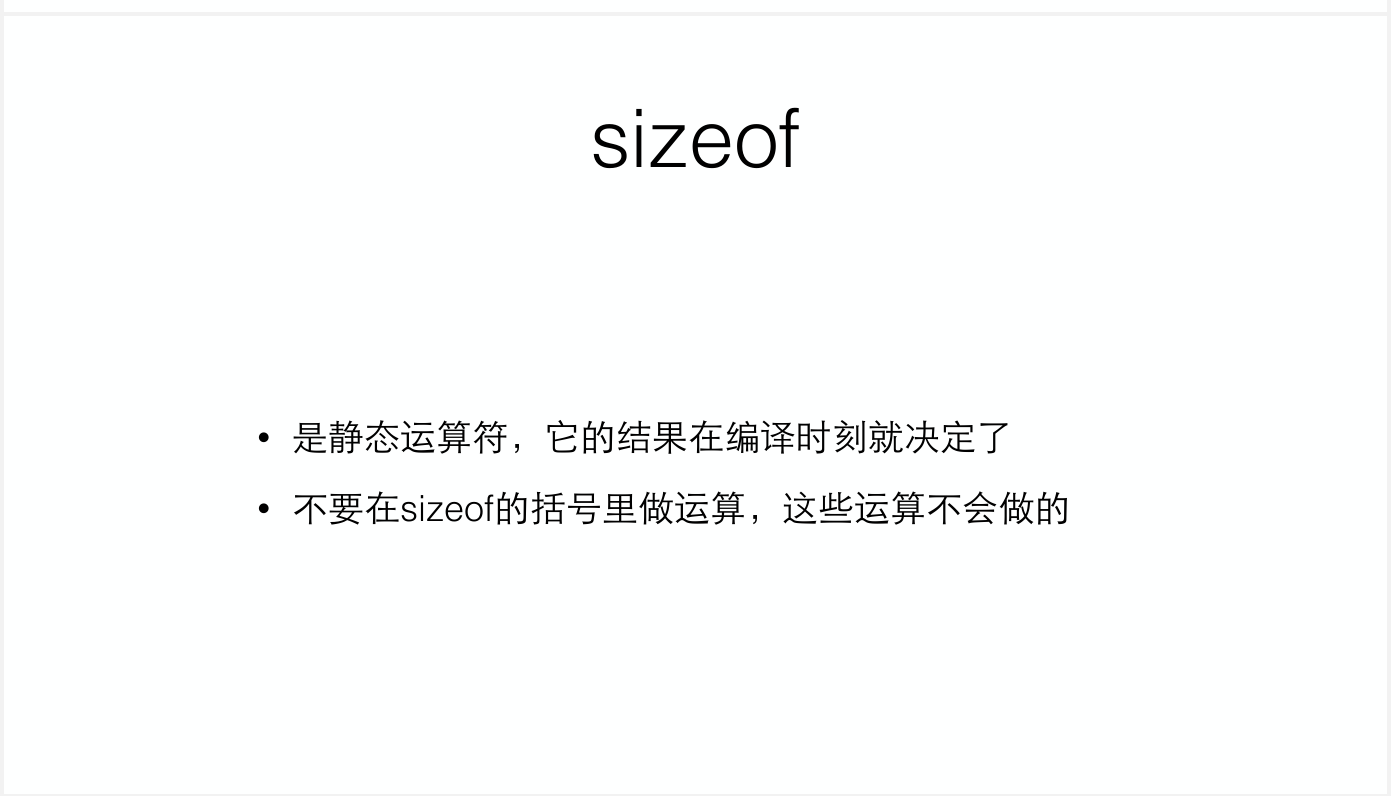 sizeof
• 是静态运算符，它的结果在编译时刻就决定了
• 不要在sizeof的括号里做运算，这些运算不会做的